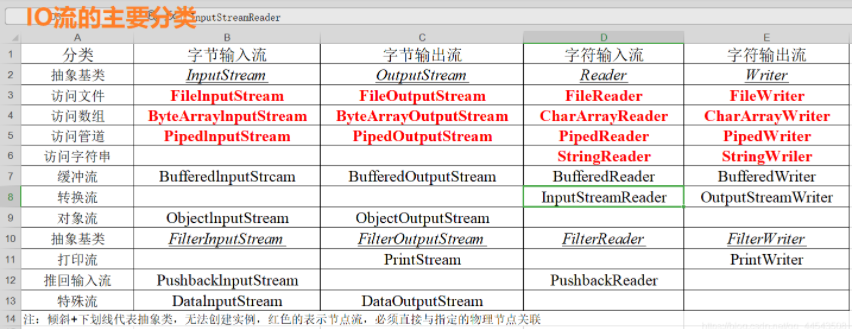 IO流的主要分类
InputStreamReader
A B C D E
1 分类 字节输入流 字节输出流 字符输入流 字符输出流
2 抽象基类 InputStream OutputStream Reader Writer
3 访问文件 FileInputStream FileOutputStream FileReader FileWriter
4 访问数组 ByteArrayInputStream ByteArrayOutputStream CharArrayReader CharArrayWriter
5 访问管道 PipedInputStream PipedOutputStream PipedReader PipedWriter
6 访问字符串 StringReader StringWriler
7 缓冲流 BufferedInputStrcam BufferedOutputStream BufferedReader BufferedWriter
8 转换流 InputStreamReader OutputStreamWriter
9 对象流 ObjectInputStream ObjectOutputStream
10 抽象基类 FilterInputStream FilterOutputStream FilterReader FilterWriter
11 打印流 PrintStream PrintWriter
12 推回输入流 PushbackInputStream PushbackReader
13 特殊流 DataInputStream DataOutputStream
14 注：倾斜+下划线代表抽象类，无法创建实例，红色的表示节点流，必须直接与指定的物理节点关联